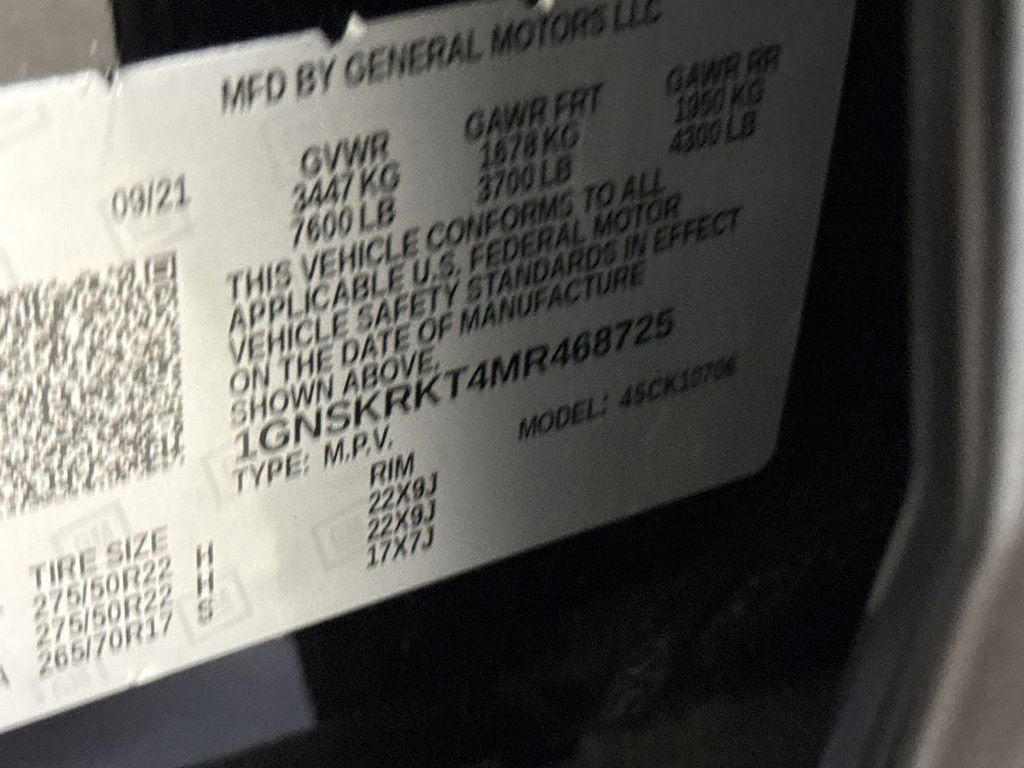 MFD BY GENERAL MOTORS LLC
09/21
GVWR
3447 KG
7600 LB
GAWR FRT
1678 KG
3700 LB
GAWR RR
1950 KG
4300 LB
THIS VEHICLE CONFORMS TO ALL
APPLICABLE U.S. FEDERAL MOTOR
VEHICLE SAFETY STANDARDS IN EFFECT
ON THE DATE OF MANUFACTURE
SHOWN ABOVE.
1GNSKRKT4MR468725
TYPE: M.P.V.
MODEL: 4SCK10706
TIRE SIZE
RIM
275/50R22 H 22X9J
275/50R22 H 22X9J
265/70R17 S 17X7J